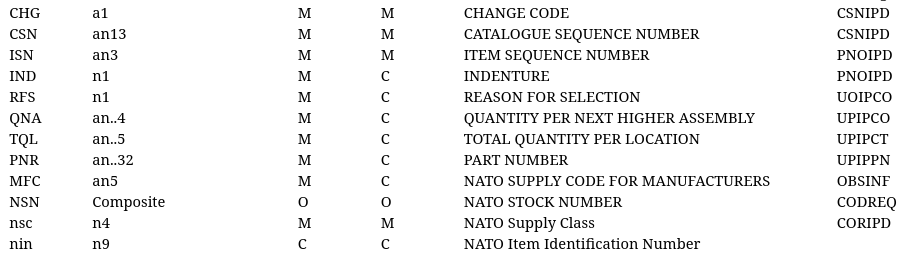 CHG a1 M M CHANGE CODE CSNIPD
CSN an13 M M CATALOGUE SEQUENCE NUMBER CSNIPD
ISN an3 M M ITEM SEQUENCE NUMBER PNOIPD
IND n1 M C INDENTURE PNOIPD
RFS n1 M C REASON FOR SELECTION UOIPCO
QNA an..4 M C QUANTITY PER NEXT HIGHER ASSEMBLY UPIPCO
TQL an..5 M C TOTAL QUANTITY PER LOCATION UPIPCT
PNR an..32 M C PART NUMBER UPIPPN
MFC an5 M C NATO SUPPLY CODE FOR MANUFACTURERS OBSINF
NSN Composite O O NATO STOCK NUMBER CODREQ
nsc n4 M M NATO Supply Class CORIPD
nin n9 C C NATO Item Identification Number